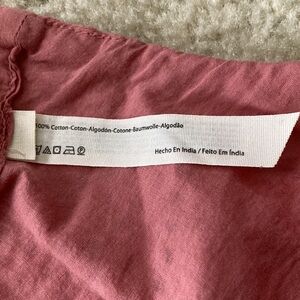 100% Cotton-Coton-Algodón-Cotone-Baumwolle-Algodão
Hecho En India / Feito Em Índia